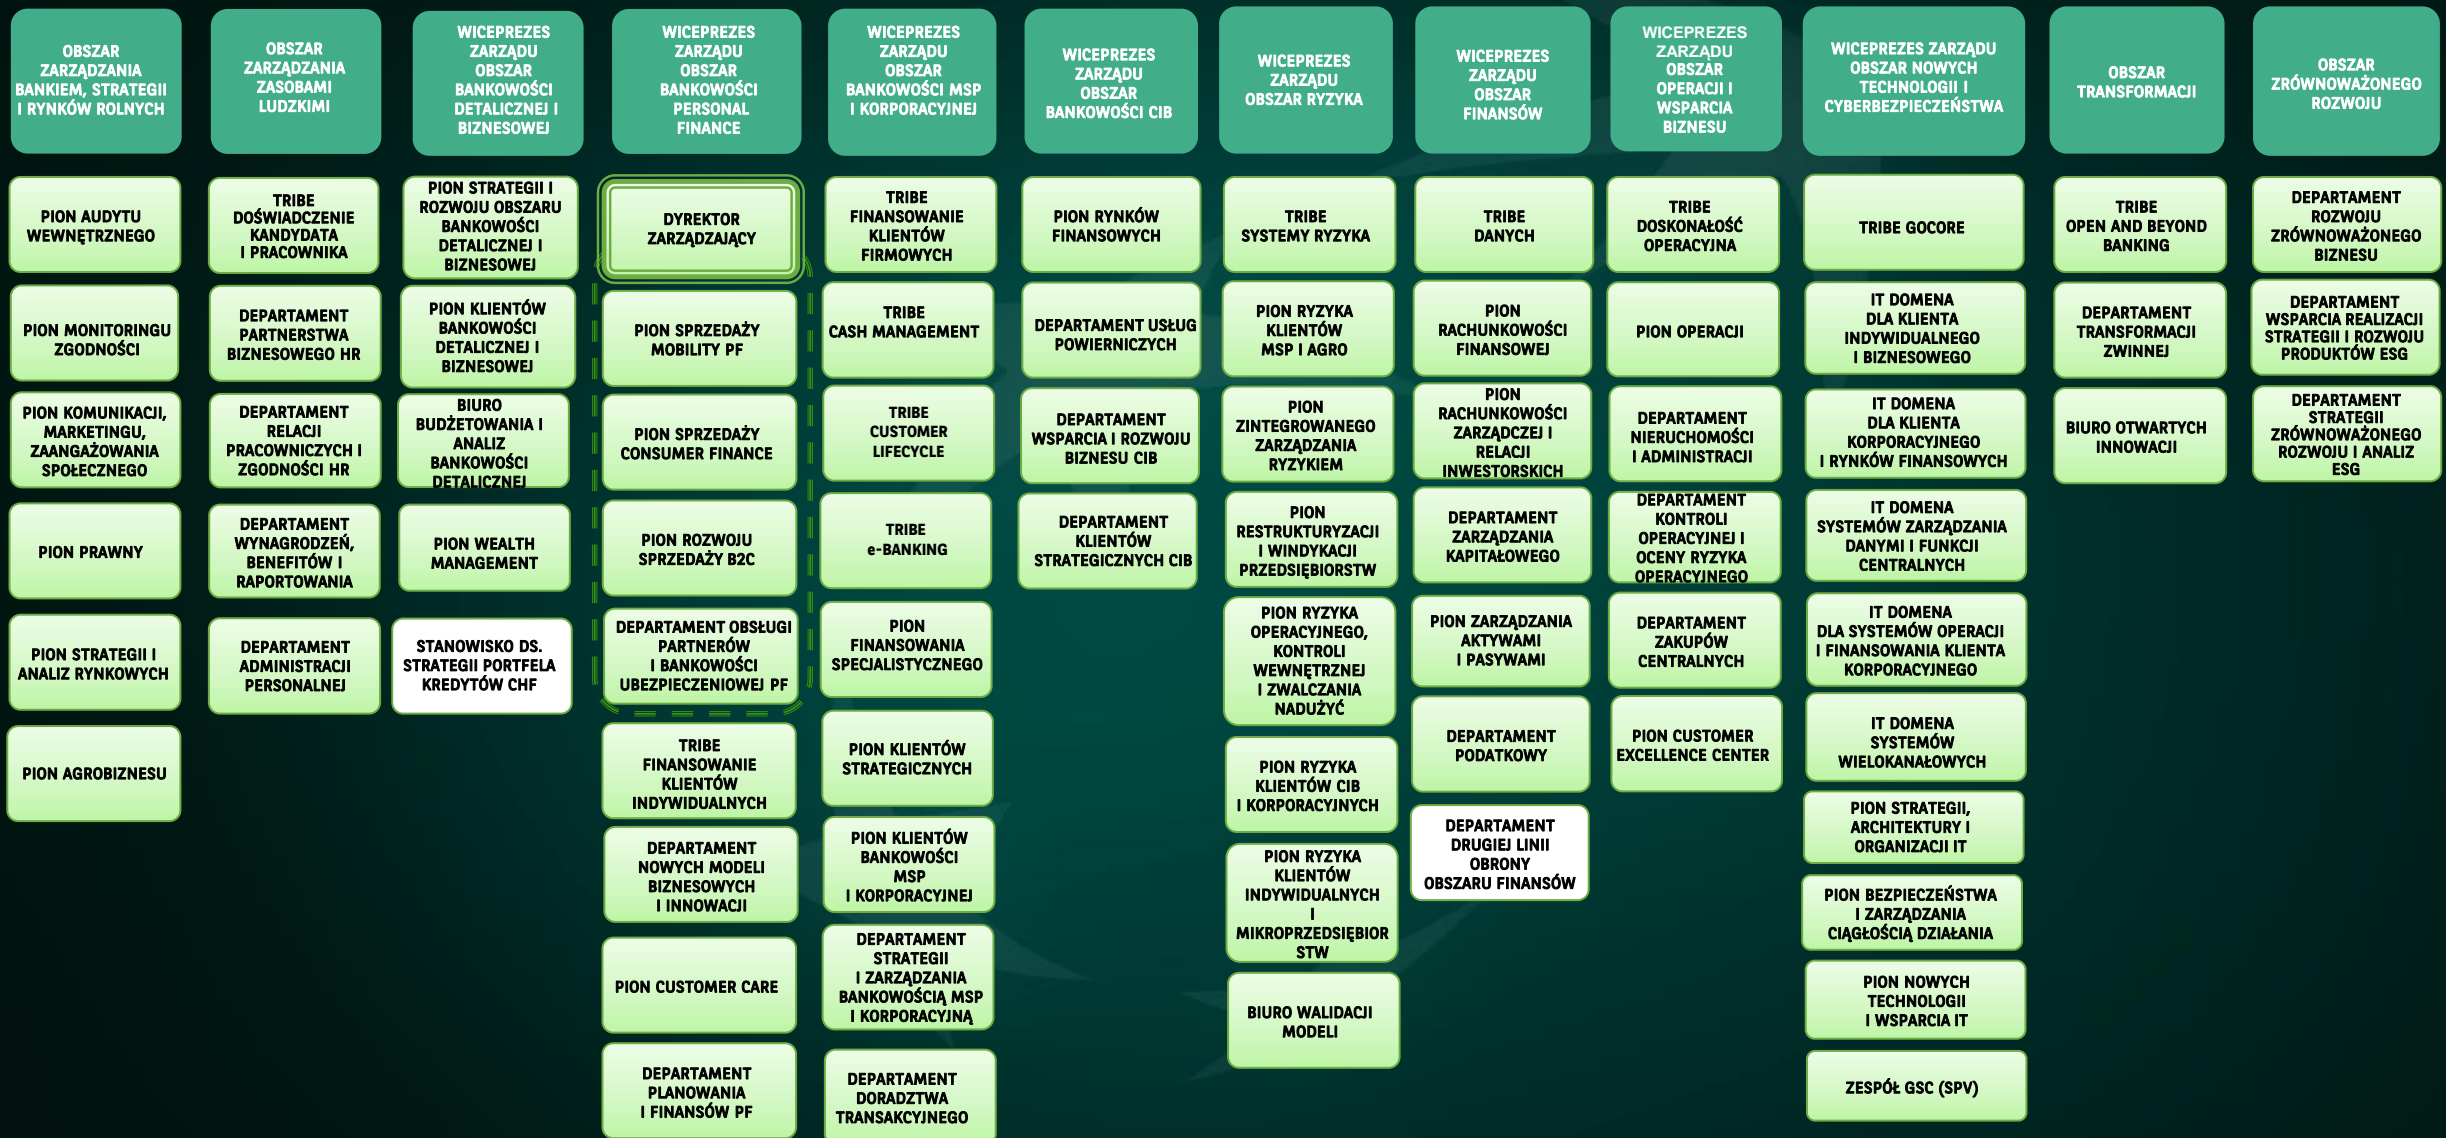 OBSZAR
ZARZĄDZANIA
BANKIEM, STRATEGII
I RYNKÓW ROLNYCH
PION AUDYTU
WEWNĘTRZNEGO
PION MONITORINGU
ZGODNOŚCI
PION KOMUNIKACJI,
MARKETINGU,
ZAANGAŻOWANIA
SPOŁECZNEGO
PION PRAWNY
PION STRATEGII I
ANALIZ RYNKOWYCH
PION AGROBIZNESU
OBSZAR
ZARZĄDZANIA
ZASOBAMI
LUDZKIMI
TRIBE
DOŚWIADCZENIE
KANDYDATA
I PRACOWNIKA
DEPARTAMENT
PARTNERSTWA
BIZNESOWEGO HR
DEPARTAMENT
RELACJI
PRACOWNICZYCH I
ZGODNOŚCI HR
DEPARTAMENT
WYNAGRODZEŃ,
BENEFITÓW I
RAPORTOWANIA
DEPARTAMENT
ADMINISTRACJI
PERSONALNEJ
WICEPREZES
ZARZĄDU
OBSZAR
BANKOWOŚCI
DETALICZNEJ I
BIZNESOWEJ
PION STRATEGII I
ROZWOJU OBSZARU
BANKOWOŚCI
DETALICZNEJ I
BIZNESOWEJ
PION KLIENTÓW
BANKOWOŚCI
DETALICZNEJ I
BIZNESOWEJ
BIURO
BUDŻETOWANIA I
ANALIZ
BANKOWOŚCI
DETALICZNEJ
PION WEALTH
MANAGEMENT
STANOWISKO DS.
STRATEGII PORTFELA
KREDYTÓW CHF
WICEPREZES
ZARZĄDU
OBSZAR
BANKOWOŚCI
PERSONAL
FINANCE
DYREKTOR
ZARZĄDZAJĄCY
PION SPRZEDAŻY
MOBILITY PF
PION SPRZEDAŻY
CONSUMER FINANCE
PION ROZWOJU
SPRZEDAŻY B2C
DEPARTAMENT OBSŁUGI
PARTNERÓW
I BANKOWOŚCI
UBEZPIECZENIOWEJ PF
TRIBE
FINANSOWANIE
KLIENTÓW
INDYWIDUALNYCH
DEPARTAMENT
NOWYCH MODELI
BIZNESOWYCH
I INNOWACJI
PION CUSTOMER CARE
DEPARTAMENT
PLANOWANIA
I FINANSÓW PF
WICEPREZES
ZARZĄDU
OBSZAR
BANKOWOŚCI MSP
I KORPORACYJNEJ
TRIBE
FINANSOWANIE
KLIENTÓW
FIRMOWYCH
TRIBE
CASH MANAGEMENT
TRIBE
CUSTOMER
LIFECYCLE
TRIBE
e-BANKING
PION
FINANSOWANIA
SPECJALISTYCZNEGO
PION KLIENTÓW
STRATEGICZNYCH
PION KLIENTÓW
BANKOWOŚCI
MSP
I KORPORACYJNEJ
DEPARTAMENT
STRATEGII
I ZARZĄDZANIA
BANKOWOŚCIĄ MSP
I KORPORACYJNĄ
DEPARTAMENT
DORADZTWA
TRANSAKCYJNEGO
WICEPREZES
ZARZĄDU
OBSZAR
BANKOWOŚCI CIB
PION RYNKÓW
FINANSOWYCH
DEPARTAMENT USŁUG
POWIERNICZYCH
DEPARTAMENT
WSPARCIA I ROZWOJU
BIZNESU CIB
DEPARTAMENT
KLIENTÓW
STRATEGICZNYCH CIB
WICEPREZES
ZARZĄDU
OBSZAR RYZYKA
TRIBE
SYSTEMY RYZYKA
PION RYZYKA
KLIENTÓW
MSP I AGRO
PION
ZINTEGROWANEGO
ZARZĄDZANIA
RYZYKIEM
PION
RESTRUKTURYZACJI
I WINDYKACJI
PRZEDSIĘBIORSTW
PION RYZYKA
OPERACYJNEGO,
KONTROLI
WEWNĘTRZNEJ
I ZWALCZANIA
NADUŻYĆ
PION RYZYKA
KLIENTÓW CIB
I KORPORACYJNYCH
PION RYZYKA
KLIENTÓW
INDYWIDUALNYCH
I
MIKROPRZEDSIĘBIOR
STW
BIURO WALIDACJI
MODELI
WICEPREZES
ZARZĄDU
OBSZAR
FINANSÓW
TRIBE
DANYCH
PION
RACHUNKOWOŚCI
FINANSOWEJ
PION
RACHUNKOWOŚCI
ZARZĄDCZEJ I
RELACJI
INWESTORSKICH
DEPARTAMENT
ZARZĄDZANIA
KAPITAŁOWEGO
PION ZARZĄDZANIA
AKTYWAMI
I PASYWAMI
DEPARTAMENT
PODATKOWY
DEPARTAMENT
DRUGIEJ LINII
OBRONY
OBSZARU FINANSÓW
WICEPREZES
ZARZĄDU
OBSZAR
OPERACJI I
WSPARCIA
BIZNESU
TRIBE
DOSKONAŁOŚĆ
OPERACYJNA
PION OPERACJI
DEPARTAMENT
NIERUCHOMOŚCI
I ADMINISTRACJI
DEPARTAMENT
KONTROLI
OPERACYJNEJ I
OCENY RYZYKA
OPERACYJNEGO
DEPARTAMENT
ZAKUPÓW
CENTRALNYCH
PION CUSTOMER
EXCELLENCE CENTER
WICEPREZES ZARZĄDU
OBSZAR NOWYCH
TECHNOLOGII I
CYBERBEZPIECZEŃSTWA
TRIBE GOCORE
IT DOMENA
DLA KLIENTA
INDYWIDUALNEGO
I BIZNESOWEGO
IT DOMENA
DLA KLIENTA
KORPORACYJNEGO
I RYNKÓW FINANSOWYCH
IT DOMENA
SYSTEMÓW ZARZĄDZANIA
DANYMI I FUNKCJI
CENTRALNYCH
IT DOMENA
DLA SYSTEMÓW OPERACJI
I FINANSOWANIA KLIENTA
KORPORACYJNEGO
IT DOMENA
SYSTEMÓW
WIELOKANAŁOWYCH
PION STRATEGII,
ARCHITEKTURY I
ORGANIZACJI IT
PION BEZPIECZEŃSTWA
I ZARZĄDZANIA
CIĄGŁOŚCIĄ DZIAŁANIA
PION NOWYCH
TECHNOLOGII
I WSPARCIA IT
ZESPÓŁ GSC (SPV)
OBSZAR
TRANSFORMACJI
TRIBE
OPEN AND BEYOND
BANKING
DEPARTAMENT
TRANSFORMACJI
ZWINNEJ
BIURO OTWARTYCH
INNOWACJI
OBSZAR
ZRÓWNOWAŻONEGO
ROZWOJU
DEPARTAMENT
ROZWOJU
ZRÓWNOWAŻONEGO
BIZNESU
DEPARTAMENT
WSPARCIA REALIZACJI
STRATEGII I ROZWOJU
PRODUKTÓW ESG
DEPARTAMENT
STRATEGII
ZRÓWNOWAŻONEGO
ROZWOJU I ANALIZ
ESG